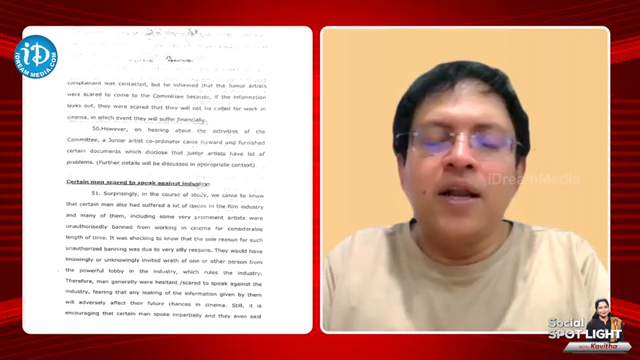 iD
IDREAM MEDIA.COM
complainant was contacted, but he informed that the Junior artists
were scared to come to the Committee because, if the information
leaks out, they were scared that they will not be called for work in
cinema, in which event they will suffer financially.
50.However, on hearing about the activities of the
Committee, a Junior artist co-ordinator came forward and furnished
certain documents which disclose that junior artists have lot of
problems. (Further details will be discussed in appropriate context)
Certain men scared to speak against industry
51. Surprisingly, in the course of study, we came to know
that certain men also had suffered a lot of issues in the film industry
and many of them, including some very prominent artists were
unauthorisedly banned from working in cinema for considerable
length of time. It was shocking to know that the sole reason for such
unauthorized banning was due to very silly reasons. They would have
knowingly or unknowingly invited wrath of one or other person from
the powerful lobby in the industry, which rules the industry.
Therefore, men generally were hesitant /scared to speak against the
industry, fearing that any leaking of the information given by them
will adversely affect their future chances in cinema. Still, it is
encouraging that certain men spoke impartially and they even said
iDreamMedia
Social
SPOTLIGHT
with Kavitha